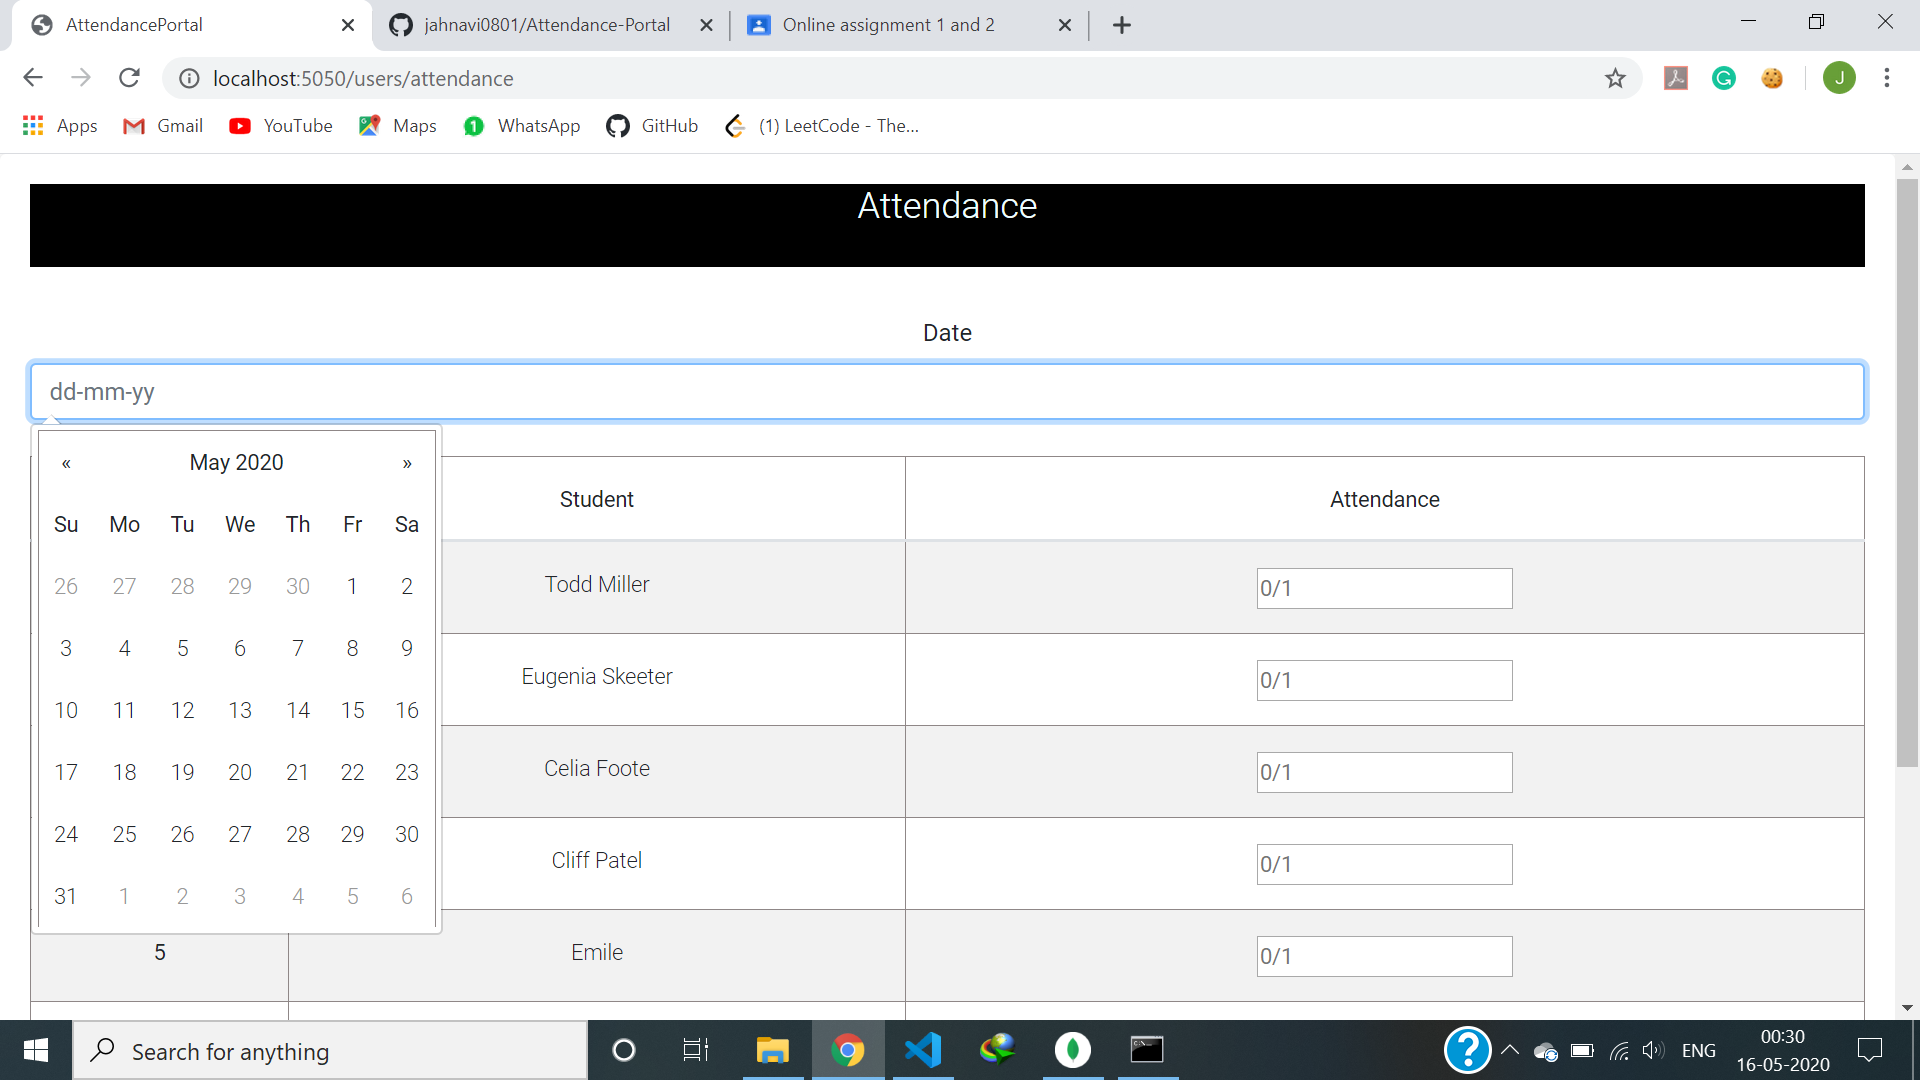 AttendancePortal
jahnavi0801/Attendance-Portal
Online assignment 1 and 2
localhost:5050/users/attendance
J
Apps
Gmail
YouTube
Maps
1
WhatsApp
GitHub
(1) LeetCode - The...
Attendance
Date
dd-mm-yy
« May 2020 »
Su Mo Tu We Th Fr Sa
26 27 28 29 30 1 2
3 4 5 6 7 8 9
10 11 12 13 14 15 16
17 18 19 20 21 22 23
24 25 26 27 28 29 30
31 1 2 3 4 5 6
Student Attendance
Todd Miller 0/1
Eugenia Skeeter 0/1
Celia Foote 0/1
Cliff Patel 0/1
5 Emile 0/1
Search for anything
ENG
00:30
16-05-2020